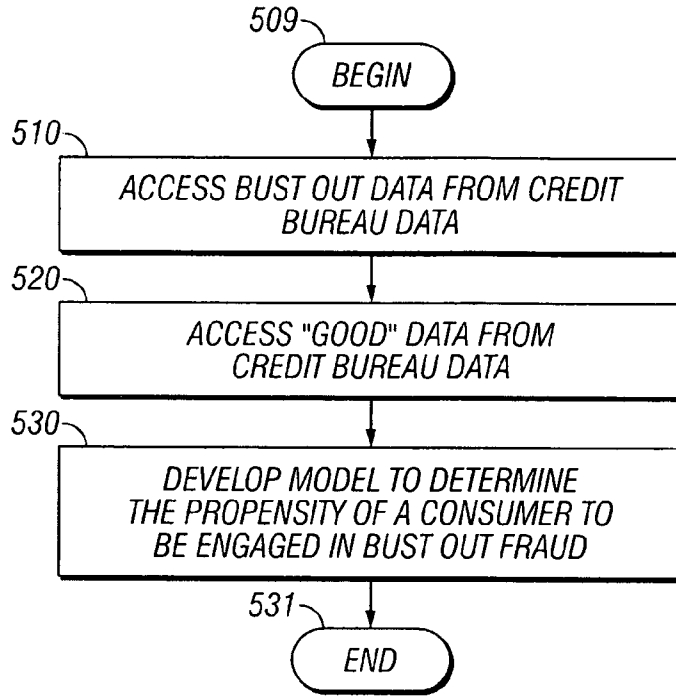 509
BEGIN
510
ACCESS BUST OUT DATA FROM CREDIT
BUREAU DATA
520
ACCESS "GOOD" DATA FROM
CREDIT BUREAU DATA
530
DEVELOP MODEL TO DETERMINE
THE PROPENSITY OF A CONSUMER TO
BE ENGAGED IN BUST OUT FRAUD
531
END